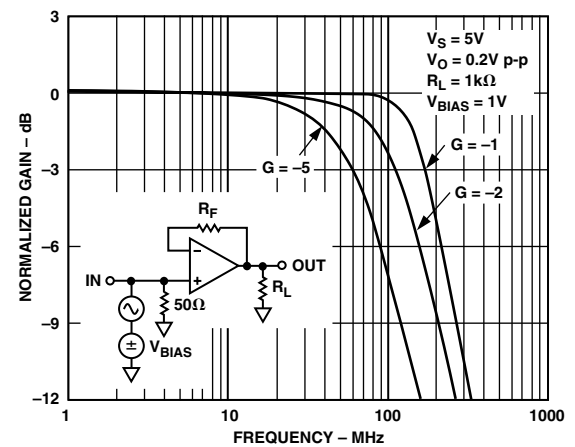 3
0
−3
−6
−9
−12
NORMALIZED GAIN – dB
V_S = 5V
V_O = 0.2V p-p
R_L = 1kΩ
V_BIAS = 1V
G = –1
G = –5
G = –2
R_F
−
+
IN
OUT
50Ω
R_L
±
V_BIAS
1
10
100
1000
FREQUENCY – MHz